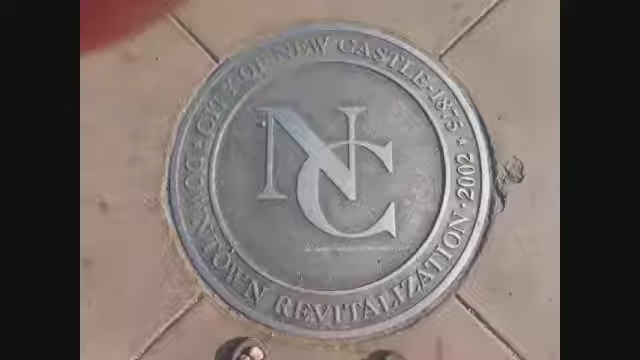 CITY OF NEW CASTLE · 1875 · 2002 ·
DOWNTOWN REVITALIZATION
NC